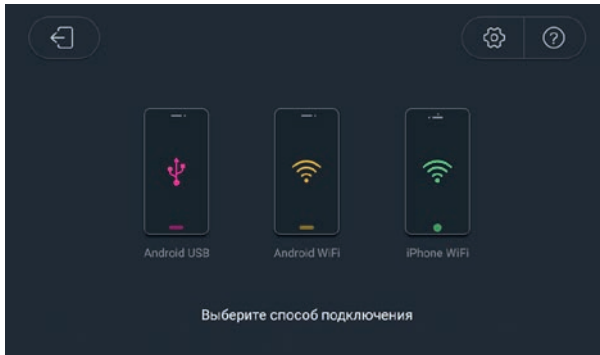 Android USB
Android WiFi
iPhone WiFi
Выберите способ подключения